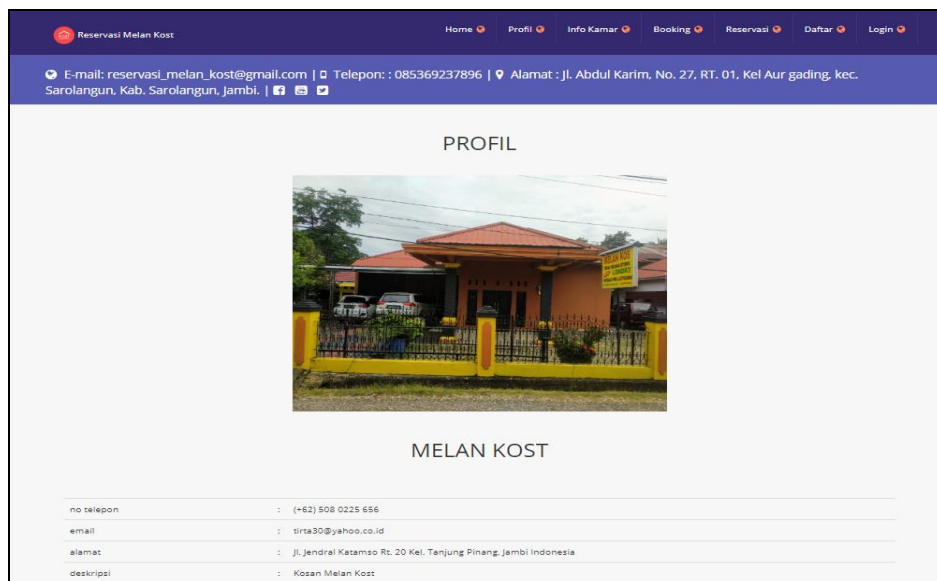 Reservasi Melan Kost
Home Profil Info Kamar Booking Reservasi Daftar Login
E-mail: reservasi_melan_kost@gmail.com | Telepon: : 085369237896 | Alamat : Jl. Abdul Karim, No. 27, RT. 01, Kel Aur gading, kec.
Sarolangun, Kab. Sarolangun, Jambi. |
PROFIL
MELAN KOS
MELAN KOST
no telepon : (+62) 508 0225 656
email : tirta30@yahoo.co.id
alamat : Jl. Jendral Katamso Rt. 20 Kel. Tanjung Pinang, Jambi Indonesia
deskripsi : Kosan Melan Kost